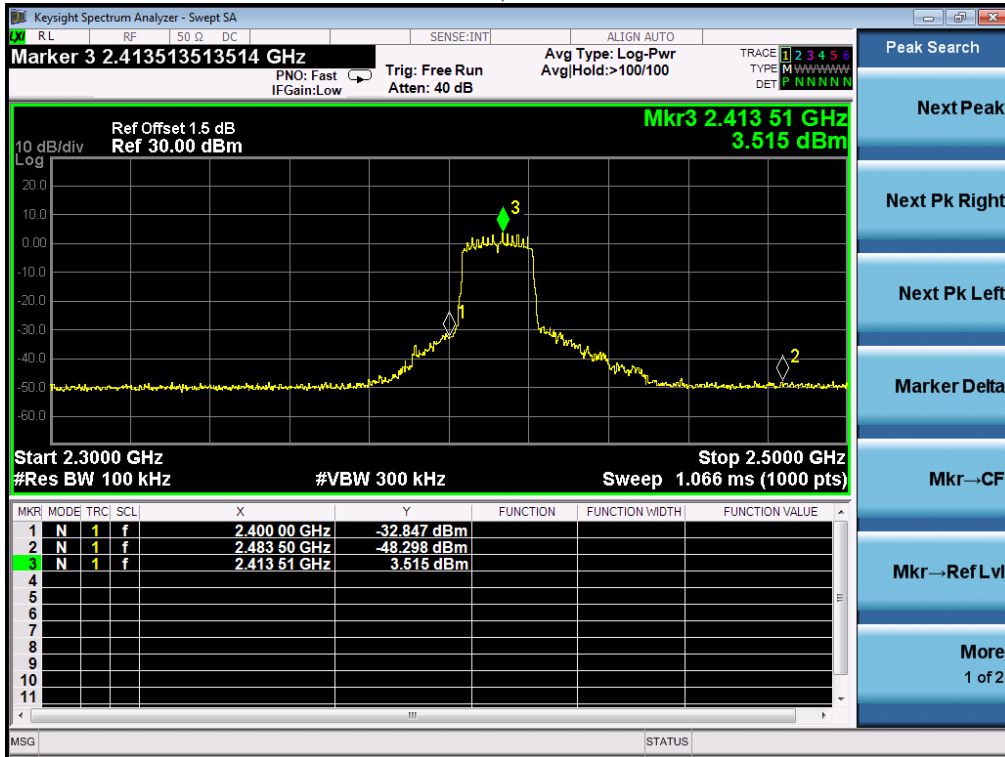 Keysight Spectrum Analyzer - Swept SA
LXI RL RF 50 Ω DC SENSE:INT ALIGN AUTO
Marker 3 2.413513513514 GHz
PNO: Fast
IFGain:Low
Trig: Free Run
Atten: 40 dB
Avg Type: Log-Pwr
Avg|Hold:>100/100
TRACE 1 2 3 4 5 6
TYPE M WWWWW
DET P N N N N N
Peak Search
Mkr3 2.413 51 GHz
3.515 dBm
Ref Offset 1.5 dB
10 dB/div Ref 30.00 dBm
Log
20.0
10.0
0.00
-10.0
-20.0
-30.0
-40.0
-50.0
-60.0
3
2
Start 2.3000 GHz Stop 2.5000 GHz
#Res BW 100 kHz #VBW 300 kHz Sweep 1.066 ms (1000 pts)
MKR MODE TRC SCL X Y FUNCTION FUNCTION WIDTH FUNCTION VALUE
1 N 1 f 2.400 00 GHz -32.847 dBm
2 N 1 f 2.483 50 GHz -48.298 dBm
3 N 1 f 2.413 51 GHz 3.515 dBm
4
5
6
7
8
9
10
11
MSG STATUS
Next Peak
Next Pk Right
Next Pk Left
Marker Delta
Mkr→CF
Mkr→Ref Lvl
More
1 of 2